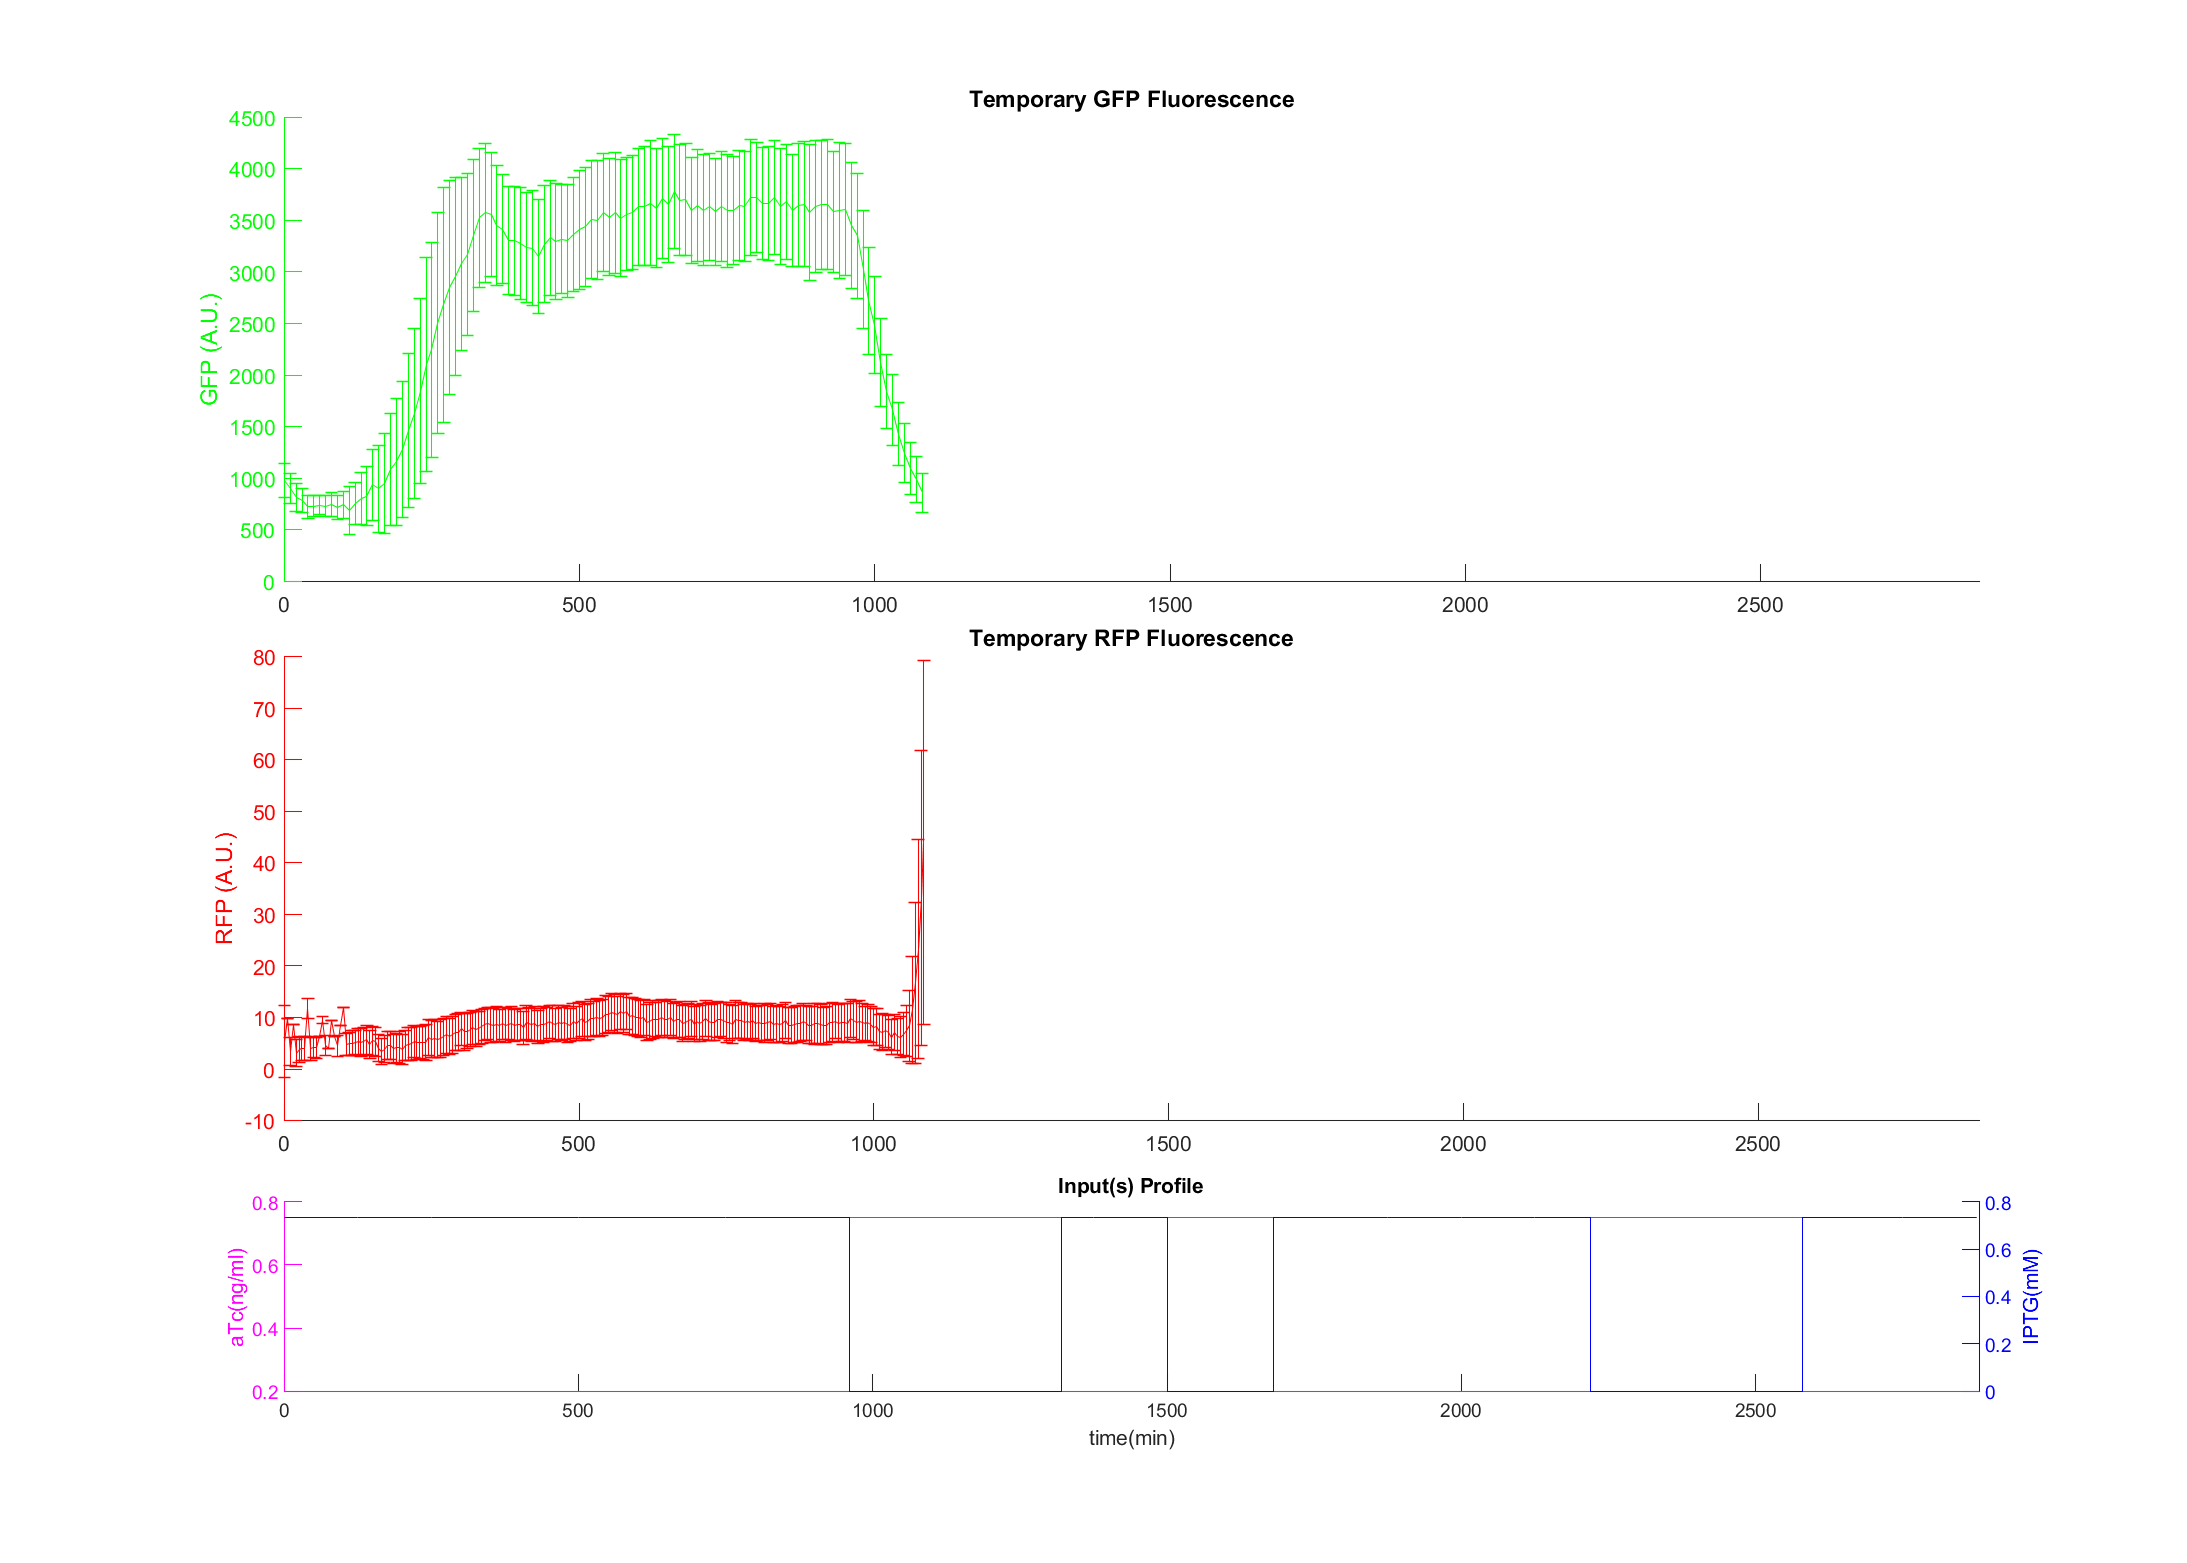 Temporary GFP Fluorescence
4500
4000
3500
3000
2500
2000
1500
1000
500
0
GFP (A.U.)
0 500 1000 1500 2000 2500
Temporary RFP Fluorescence
80
70
60
50
40
30
20
10
0
-10
RFP (A.U.)
0 500 1000 1500 2000 2500
Input(s) Profile
0.8
0.6
0.4
0.2
aTc(ng/ml)
0.8
0.6
0.4
0.2
0
IPTG(mM)
0 500 1000 1500 2000 2500
time(min)